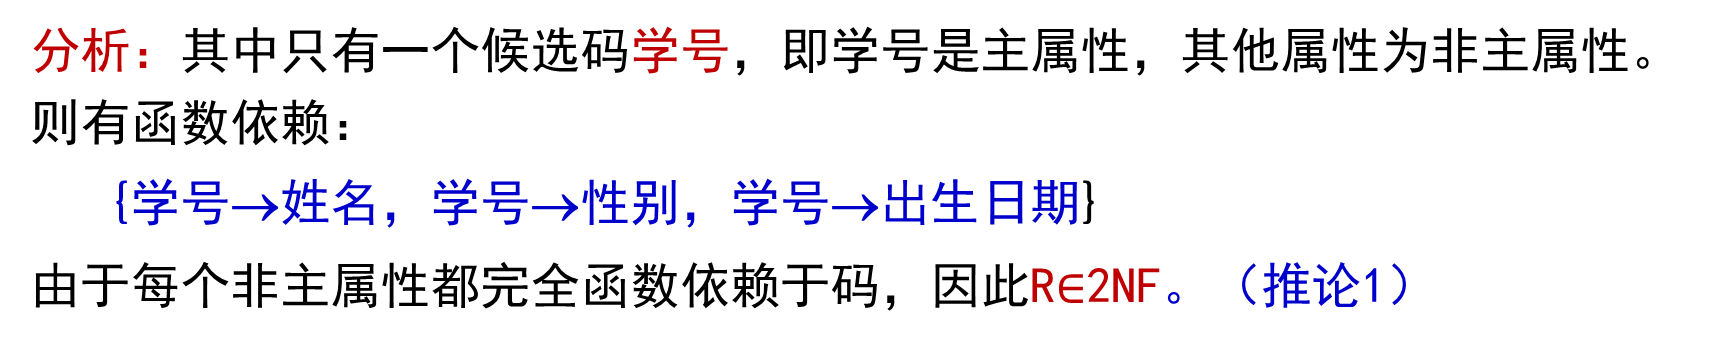 分析：其中只有一个候选码学号，即学号是主属性，其他属性为非主属性。
则有函数依赖：
{学号→姓名，学号→性别，学号→出生日期}
由于每个非主属性都完全函数依赖于码，因此R∈2NF。（推论1）